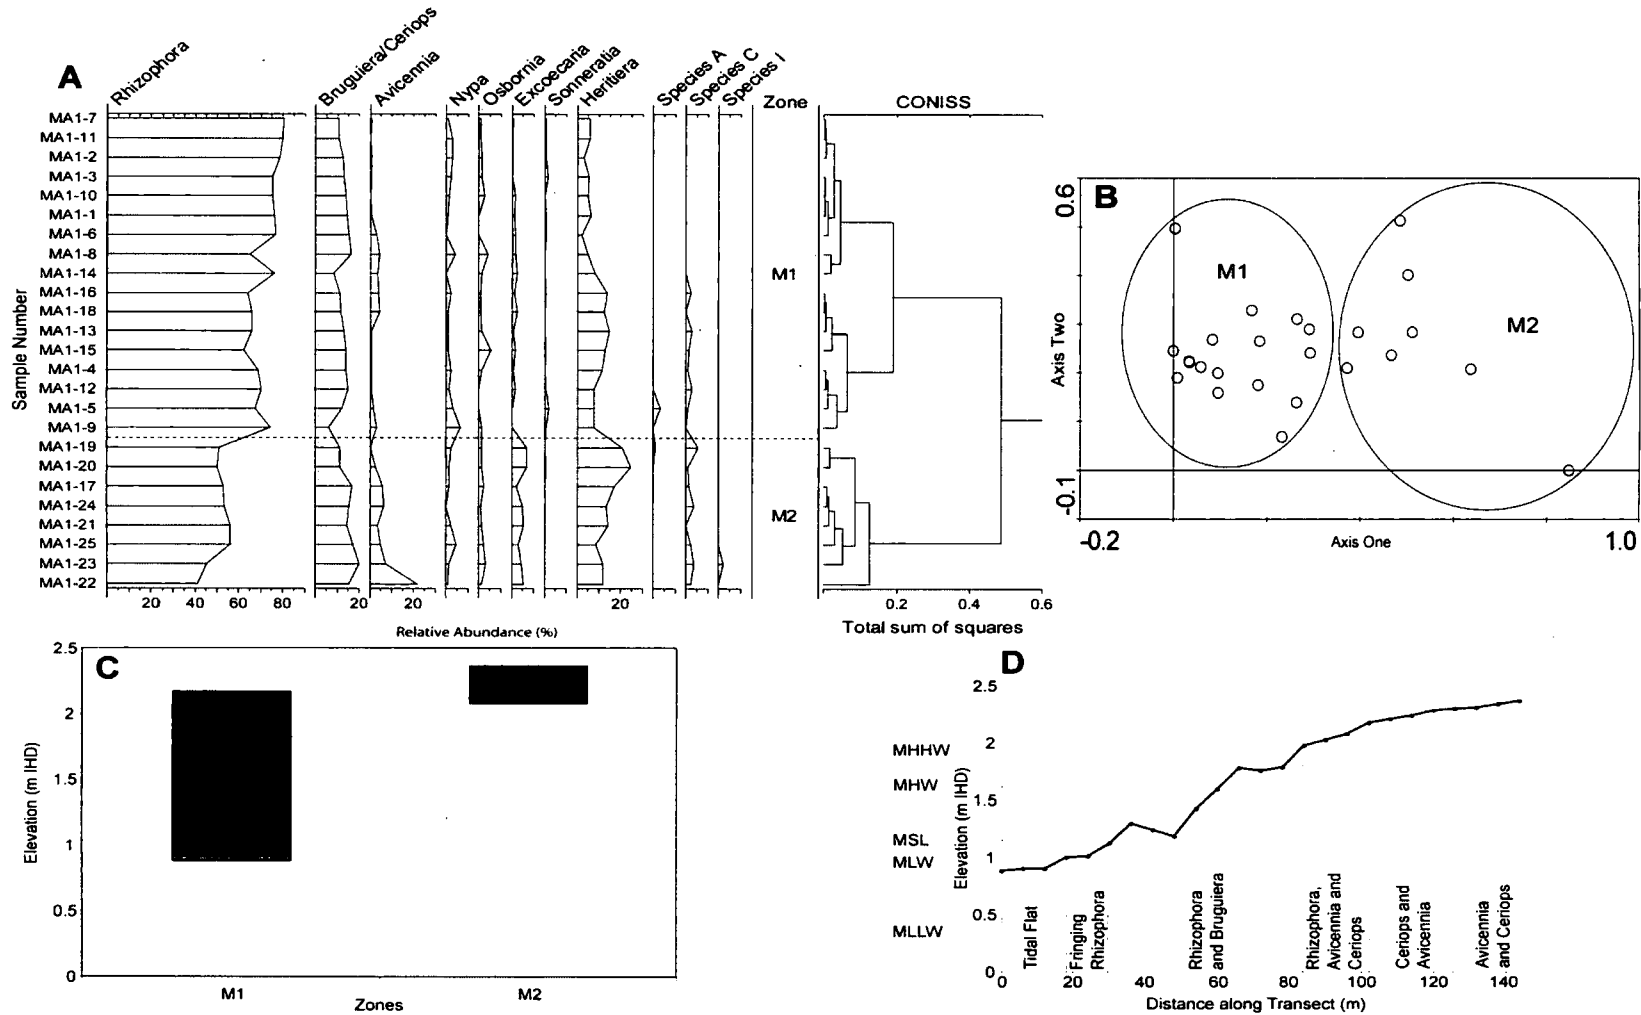 A
Rhizophora
Bruguiera/Ceriops
Avicennia
Nypa
Osbornia
Excoecaria
Sonneratia
Heritiera
Species A
Species C
Species I
Zone
CONISS
Sample Number
MA1-7
MA1-11
MA1-2
MA1-3
MA1-10
MA1-1
MA1-6
MA1-8
MA1-14
MA1-16
MA1-18
MA1-13
MA1-15
MA1-4
MA1-12
MA1-5
MA1-9
MA1-19
MA1-20
MA1-17
MA1-24
MA1-21
MA1-25
MA1-23
MA1-22
M1
M2
20 40 60 80 20 20 20
Relative Abundance (%)
0.2 0.4 0.6
Total sum of squares
B
0.6
Axis Two
-0.1
M1
M2
-0.2 Axis One 1.0
C
Elevation (m IHD)
2.5
2
1.5
1
0.5
0
M1 M2
Zones
D
MHHW
MHW
MSL
MLW
MLLW
Elevation (m IHD)
2.5
2
1.5
1
0.5
0
Tidal Flat
Fringing
Rhizophora
Rhizophora
and Bruguiera
Rhizophora,
Avicennia and
Ceriops
Ceriops and
Avicennia
Avicennia
and Ceriops
0 20 40 60 80 100 120 140
Distance along Transect (m)